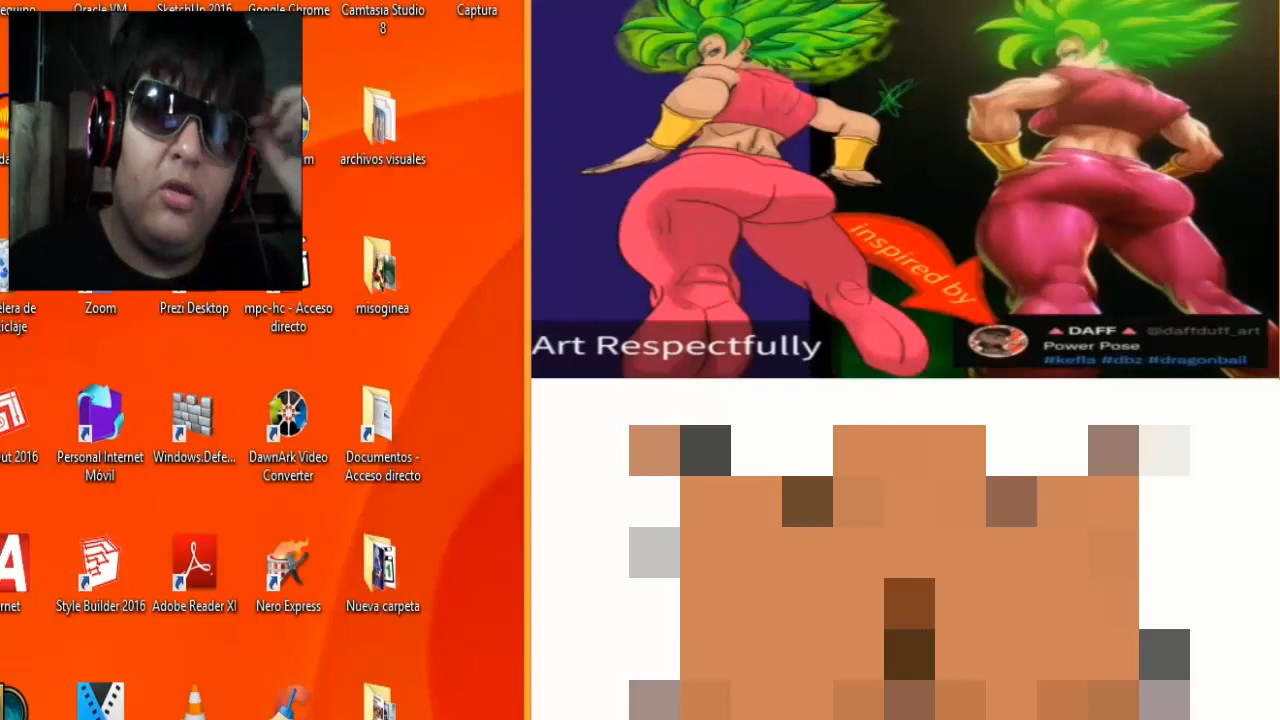 Oracle VM
SketchUp 2016
Google Chrome
Camtasia Studio
8
Captura
archivos visuales
Zoom
Prezi Desktop
mpc-hc - Acceso
directo
misoginea
Personal Internet
Móvil
Windows.Defe...
DawnArk Video
Converter
Documentos -
Acceso directo
Style Builder 2016
Adobe Reader XI
Nero Express
Nueva carpeta
inspired by
Art Respectfully
DAFF @daffduff_art
Power Pose
#kefla #dbz #dragonball